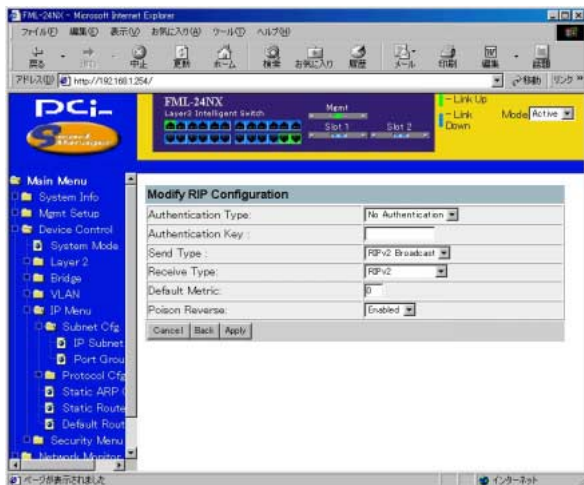 FML-24NX - Microsoft Internet Explorer
ファイル(F) 編集(E) 表示(V) お気に入り(A) ツール(T) ヘルプ(H)
戻る 中止 更新 ホーム 検索 お気に入り 履歴 メール 印刷 編集
アドレス(D) http://192.168.1.254/ 移動 リンク
PCi
FML-24NX
Layer3 Intelligent Switch
Mgmt
Slot 1 Slot 2
Link Up
Link Down
Mode Active
Main Menu
System Info
Mgmt Setup
Device Control
System Mode
Layer 2
Bridge
VLAN
IP Menu
Subnet Cfg
IP Subnet
Port Grou
Protocol Cfg
Static ARP
Static Route
Default Rout
Security Menu
Network Monitor
Modify RIP Configuration
Authentication Type: No Authentication
Authentication Key :
Send Type : RIPv2 Broadcast
Receive Type: RIPv2
Default Metric: 0
Poison Reverse: Enabled
Cancel Back Apply
ページが表示されました インターネット